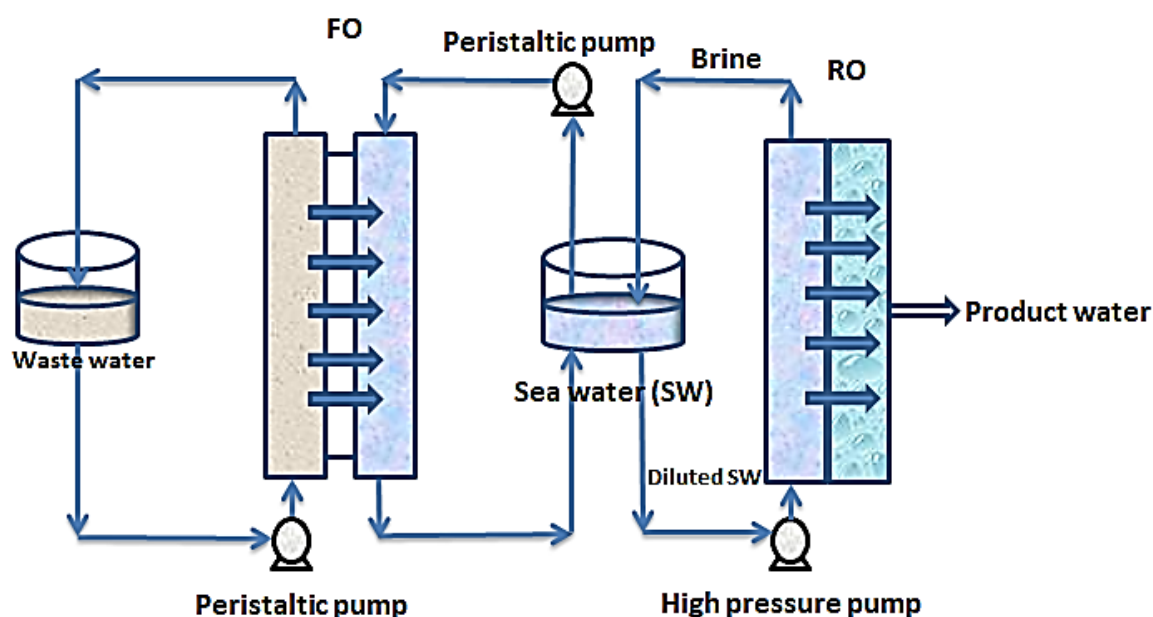 FO
Peristaltic pump
Brine
RO
Product water
Waste water
Sea water (SW)
Diluted SW
Peristaltic pump
High pressure pump